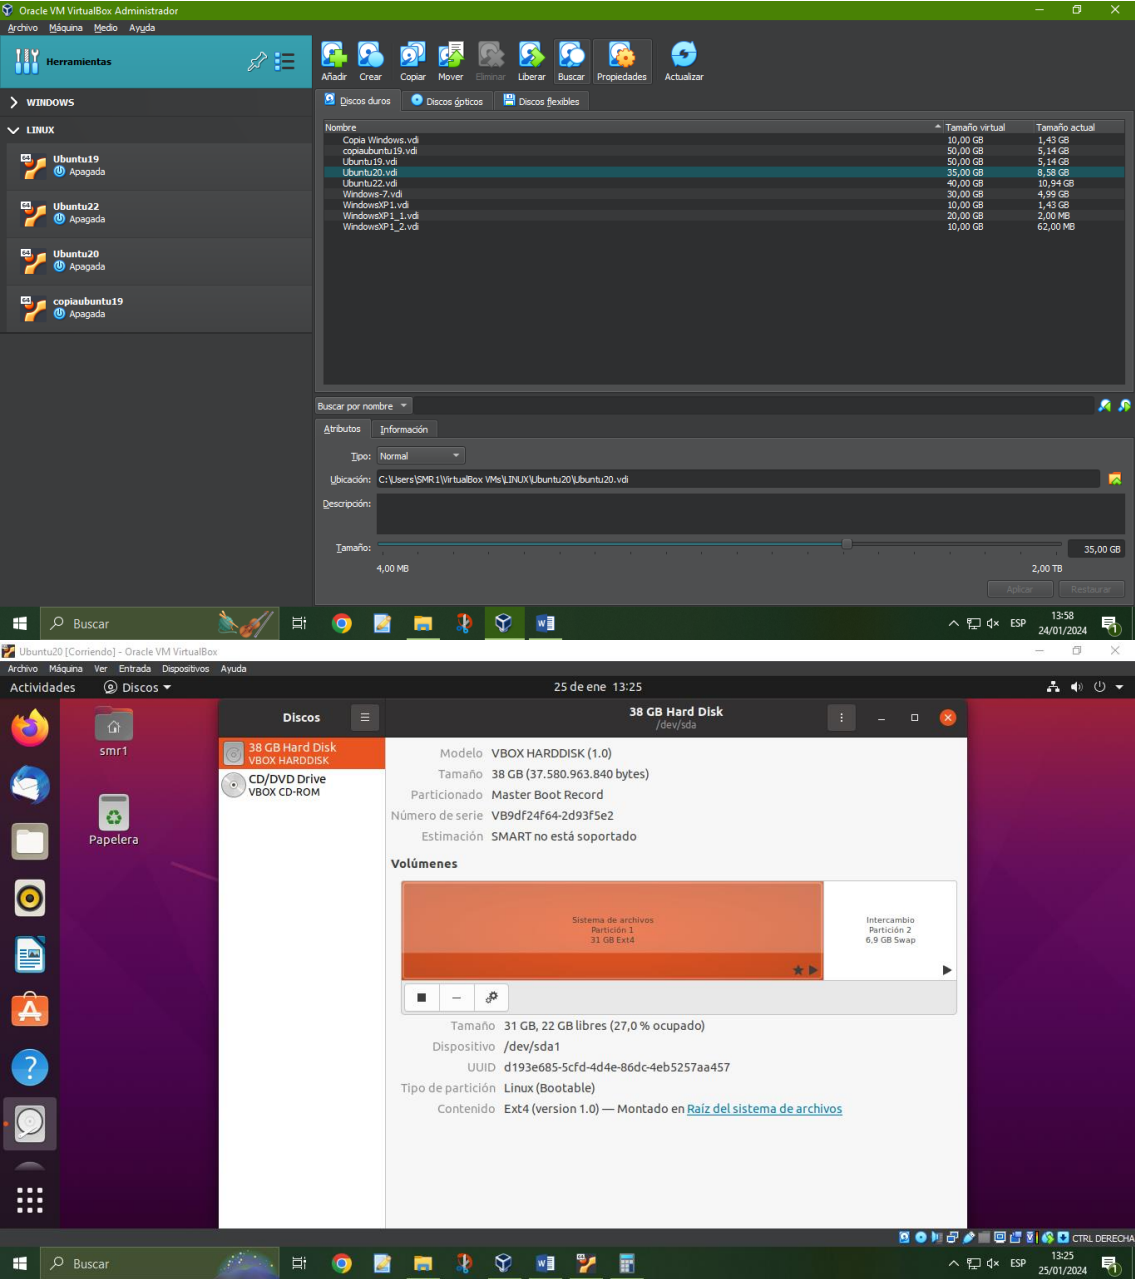 Oracle VM VirtualBox Administrador
Archivo Máquina Medio Ayuda
Herramientas
Añadir Crear Copiar Mover Eliminar Liberar Buscar Propiedades Actualizar
WINDOWS
LINUX
Ubuntu19
Apagada
Ubuntu22
Apagada
Ubuntu20
Apagada
copiaubuntu19
Apagada
Discos duros Discos ópticos Discos flexibles
Nombre Tamaño virtual Tamaño actual
Copia Windows.vdi 10,00 GB 1,43 GB
copiaubuntu19.vdi 50,00 GB 5,14 GB
Ubuntu19.vdi 50,00 GB 5,14 GB
Ubuntu20.vdi 35,00 GB 8,58 GB
Ubuntu22.vdi 40,00 GB 10,94 GB
Windows-7.vdi 30,00 GB 4,99 GB
WindowsXP1.vdi 10,00 GB 1,43 GB
WindowsXP1_1.vdi 20,00 GB 2,00 MB
WindowsXP1_2.vdi 10,00 GB 62,00 MB
Buscar por nombre
Atributos Información
Tipo: Normal
Ubicación: C:\Users\SMR1\VirtualBox VMs\LINUX\Ubuntu20\Ubuntu20.vdi
Descripción:
Tamaño: 35,00 GB
4,00 MB 2,00 TB
Aplicar Restaurar
Buscar ESP 13:58
24/01/2024
Ubuntu20 [Corriendo] - Oracle VM VirtualBox
Archivo Máquina Ver Entrada Dispositivos Ayuda
Actividades Discos 25 de ene 13:25
smr1
Papelera
Discos
38 GB Hard Disk
/dev/sda
38 GB Hard Disk
VBOX HARDDISK
CD/DVD Drive
VBOX CD-ROM
Modelo VBOX HARDDISK (1.0)
Tamaño 38 GB (37.580.963.840 bytes)
Particionado Master Boot Record
Número de serie VB9df24f64-2d93f5e2
Estimación SMART no está soportado
Volúmenes
Sistema de archivos
Partición 1
31 GB Ext4
Intercambio
Partición 2
6,9 GB Swap
Tamaño 31 GB, 22 GB libres (27,0 % ocupado)
Dispositivo /dev/sda1
UUID d193e685-5cfd-4d4e-86dc-4eb5257aa457
Tipo de partición Linux (Bootable)
Contenido Ext4 (version 1.0) — Montado en Raíz del sistema de archivos
CTRL DERECHA
Buscar ESP 13:25
25/01/2024